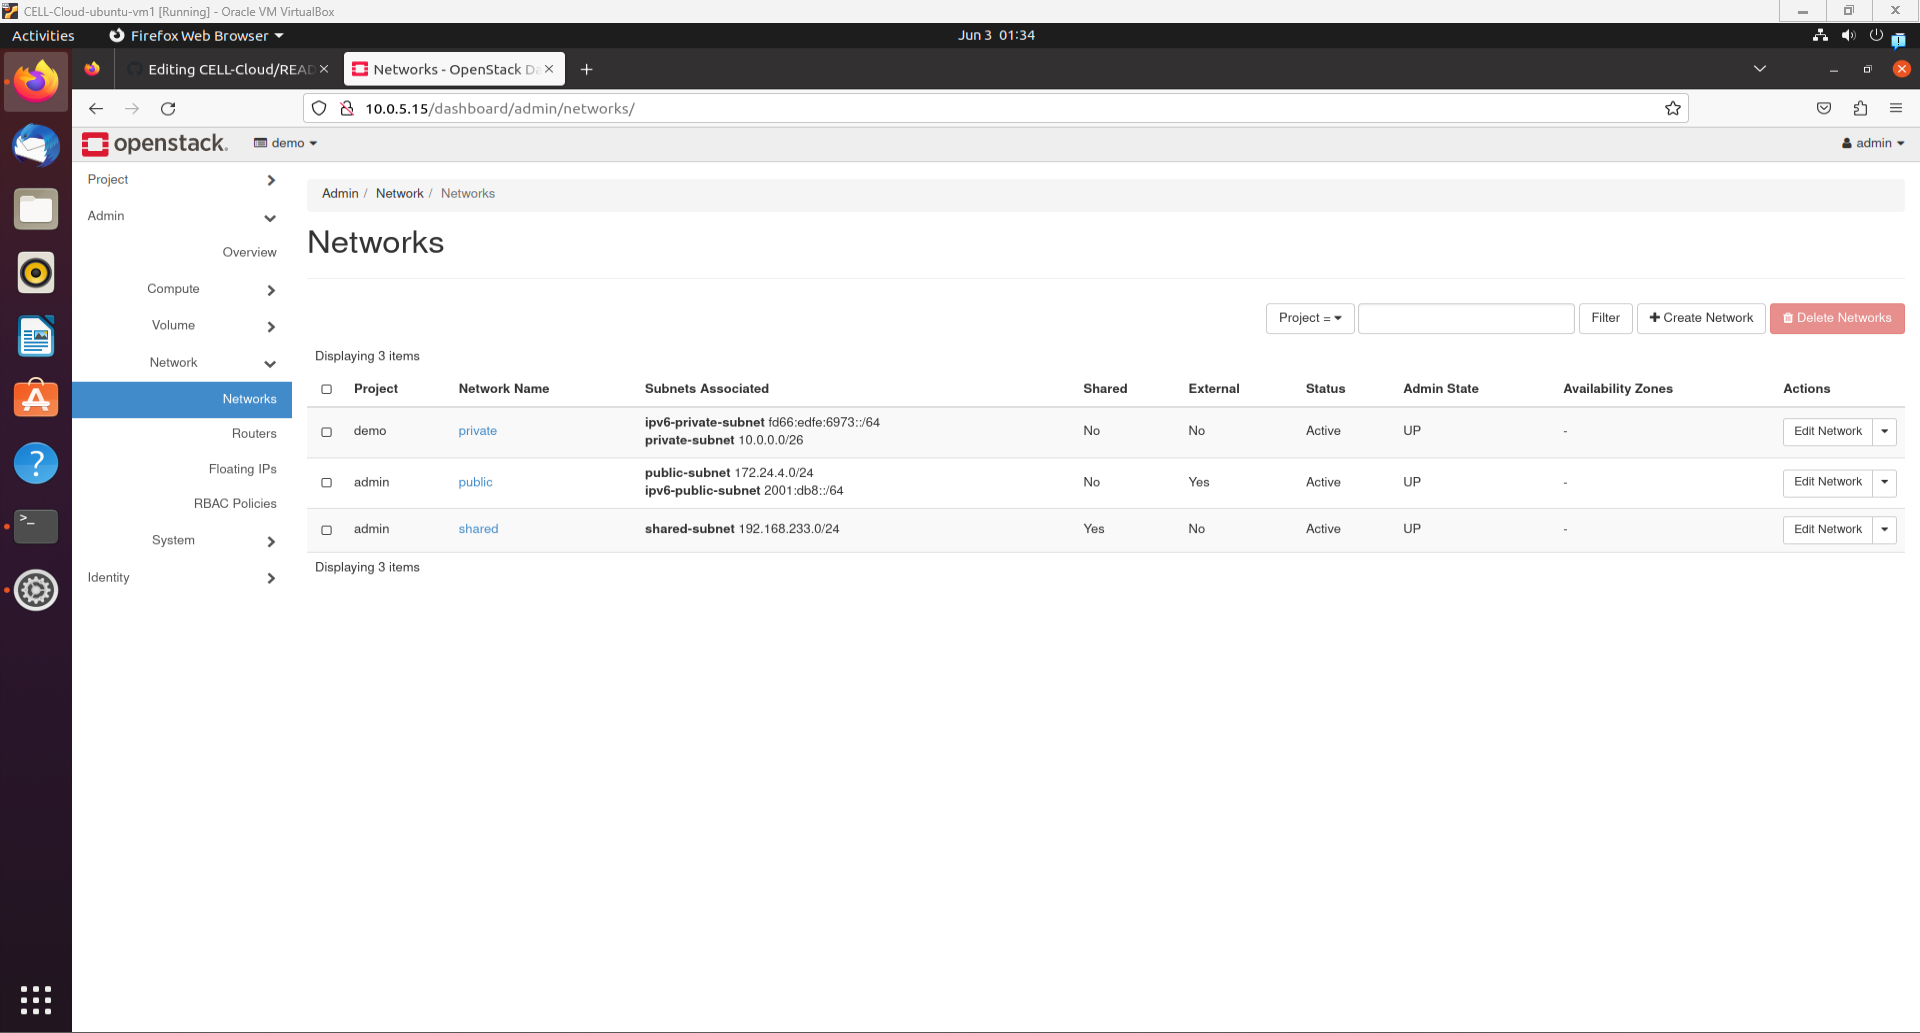 CELL-Cloud-ubuntu-vm1 [Running] - Oracle VM VirtualBox
Activities Firefox Web Browser Jun 3 01:34
Editing CELL-Cloud/READ Networks - OpenStack Da
10.0.5.15/dashboard/admin/networks/
openstack. demo admin
Project
Admin
Overview
Compute
Volume
Network
Networks
Routers
Floating IPs
RBAC Policies
System
Identity
Admin / Network / Networks
Networks
Project = Filter + Create Network Delete Networks
Displaying 3 items
Project Network Name Subnets Associated Shared External Status Admin State Availability Zones Actions
demo private ipv6-private-subnet fd66:edfe:6973::/64 No No Active UP - Edit Network
private-subnet 10.0.0.0/26
admin public public-subnet 172.24.4.0/24 No Yes Active UP - Edit Network
ipv6-public-subnet 2001:db8::/64
admin shared shared-subnet 192.168.233.0/24 Yes No Active UP - Edit Network
Displaying 3 items